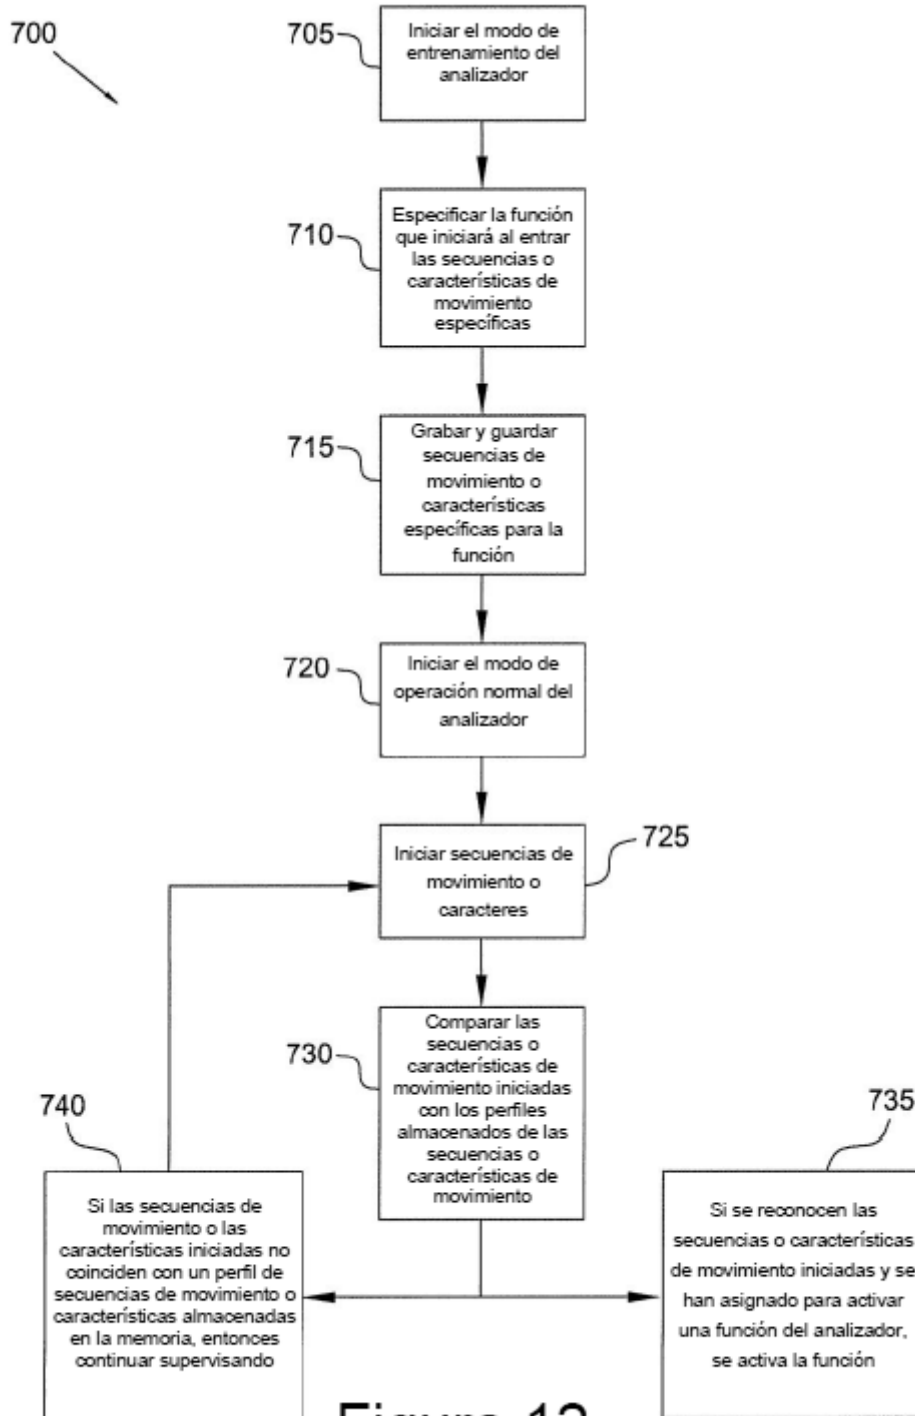 700
705
Iniciar el modo de
entrenamiento del
analizador
710
Especificar la función
que iniciará al entrar
las secuencias o
características de
movimiento
específicas
715
Grabar y guardar
secuencias de
movimiento o
características
específicas para la
función
720
Iniciar el modo de
operación normal del
analizador
725
Iniciar secuencias de
movimiento o
caracteres
730
Comparar las
secuencias o
características de
movimiento iniciadas
con los perfiles
almacenados de las
secuencias o
características de
movimiento
740
Si las secuencias de
movimiento o las
características iniciadas no
coinciden con un perfil de
secuencias de movimiento o
características almacenadas
en la memoria, entonces
continuar supervisando
735
Si se reconocen las
secuencias o características
de movimiento iniciadas y se
han asignado para activar
una función del analizador,
se activa la función
Figura 12